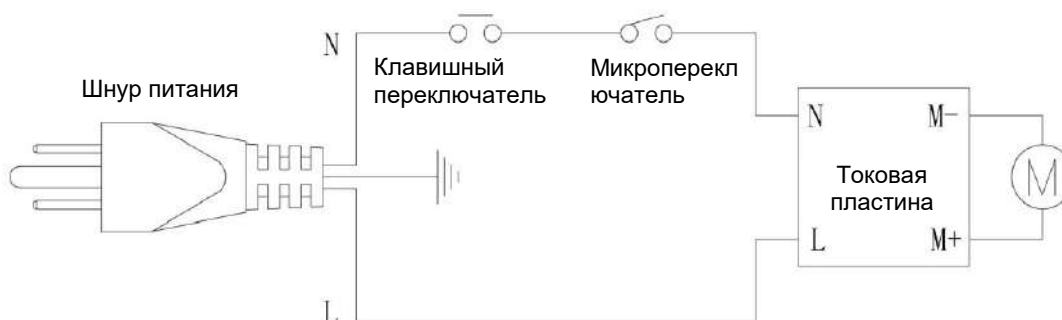 N
Клавишный
переключатель
Микроперекл
ючатель
Шнур питания
N
M−
Токовая
пластина
M
L
M+
L